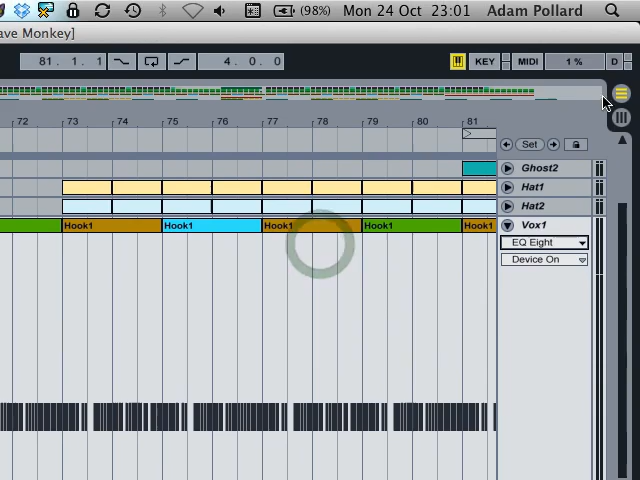 (98%) Mon 24 Oct 23:01 Adam Pollard
ave Monkey]
81. 1. 1 4. 0. 0 KEY MIDI 1 % D
72 73 74 75 76 77 78 79 80 81
Set
Ghost2
Hat1
Hat2
Hook1 Hook1 Hook1 Hook1 Hook1 Vox1
EQ Eight
Device On